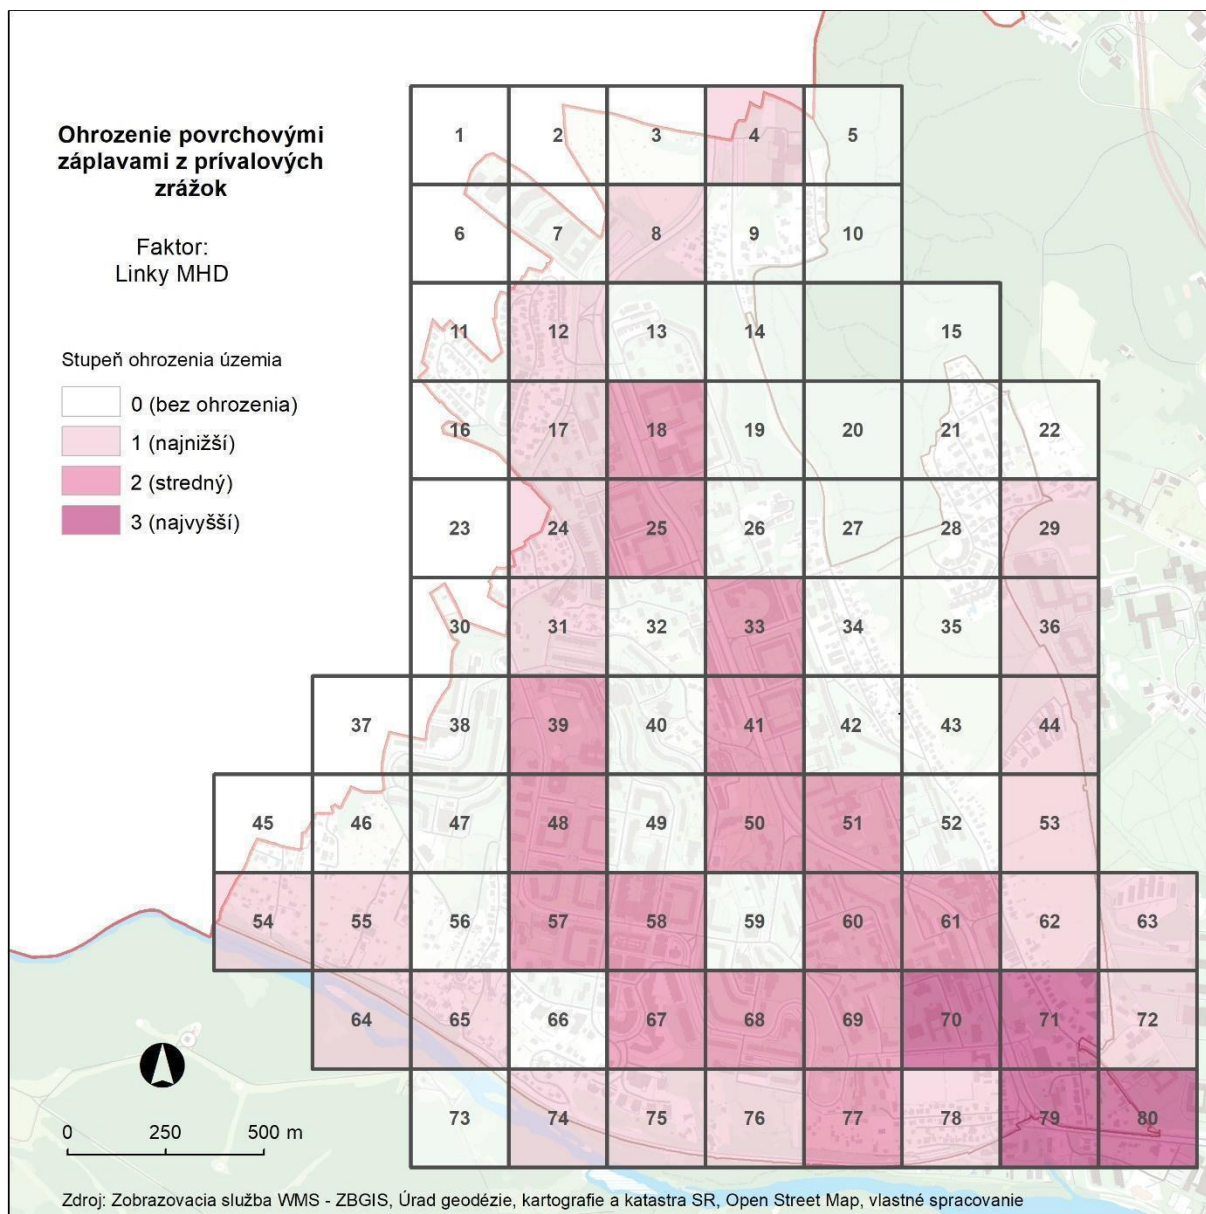 Ohrozenie povrchovými
záplavami z prívalových
zrážok
Faktor:
Linky MHD
Stupeň ohrozenia územia
0 (bez ohrozenia)
1 (najnižší)
2 (stredný)
3 (najvyšší)
1 2 3 4 5
6 7 8 9 10
11 12 13 14 15
16 17 18 19 20 21 22
23 24 25 26 27 28 29
30 31 32 33 34 35 36
37 38 39 40 41 42 43 44
45 46 47 48 49 50 51 52 53
54 55 56 57 58 59 60 61 62 63
64 65 66 67 68 69 70 71 72
73 74 75 76 77 78 79 80
0 250 500 m
Zdroj: Zobrazovacia služba WMS - ZBGIS, Úrad geodézie, kartografie a katastra SR, Open Street Map, vlastné spracovanie